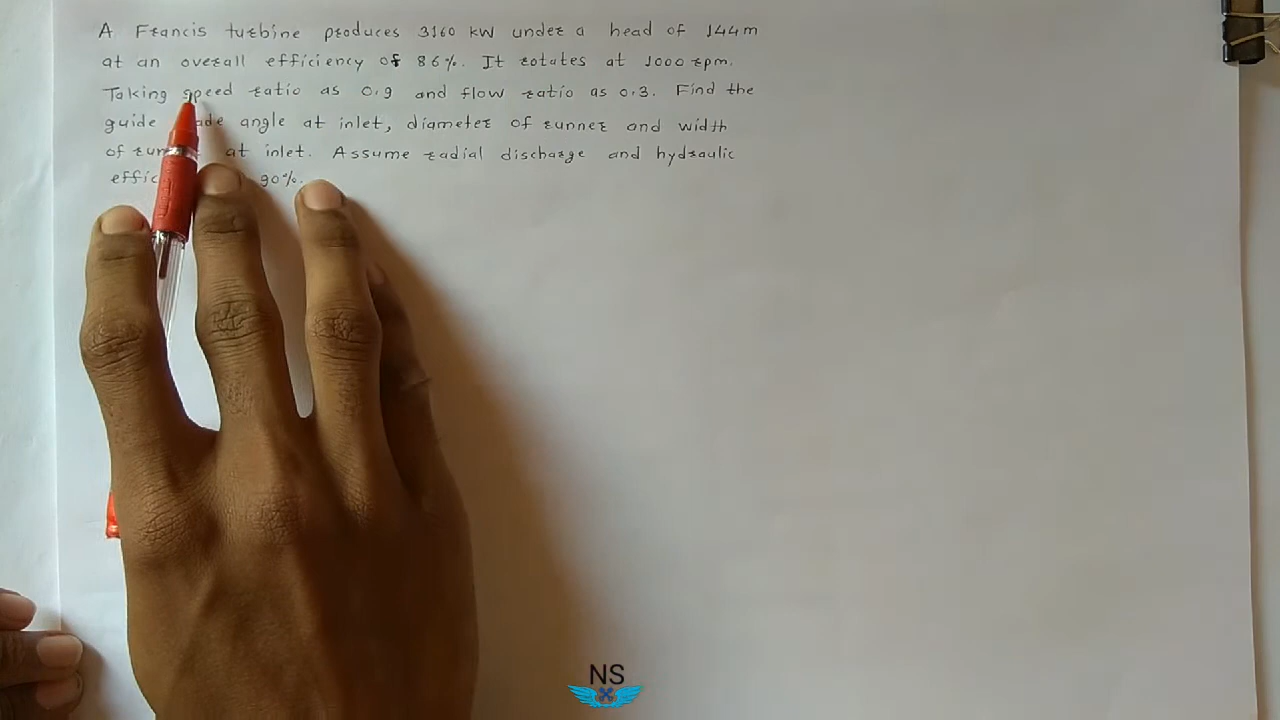 A Francis turbine produces 3160 kW under a head of 144m
at an overall efficiency of 86%. It rotates at 1000 rpm.
Taking speed ratio as 0.9 and flow ratio as 0.3. Find the
guide angle at inlet, diameter of runner and width
of at inlet. Assume radial discharge and hydraulic
90%.
NS